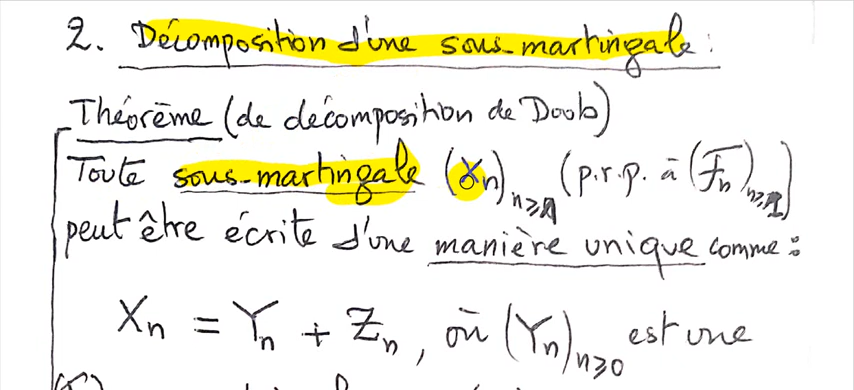 2. Décomposition d'une sous-martingale :
Théorème (de décomposition de Doob)
Toute sous-martingale (Xn)n≥1 (p.r.p. à (Fn)n≥1)
peut être écrite d'une manière unique comme :
Xn = Yn + Zn, où (Yn)n≥0 est une